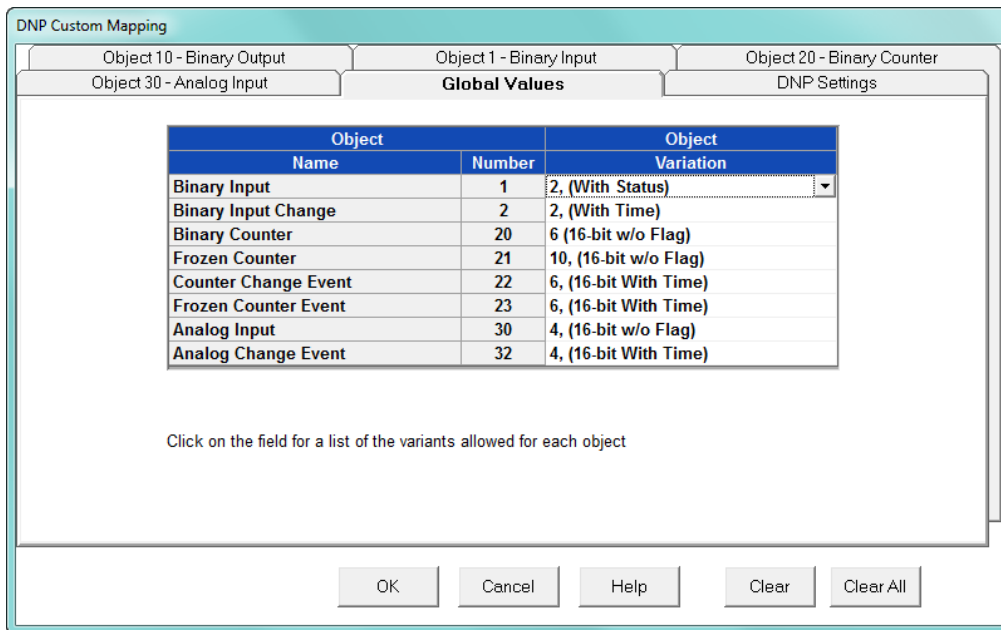 DNP Custom Mapping
Object 10 - Binary Output Object 1 - Binary Input Object 20 - Binary Counter
Object 30 - Analog Input Global Values DNP Settings
Object Object
Name Number Variation
Binary Input 1 2, (With Status)
Binary Input Change 2 2, (With Time)
Binary Counter 20 6 (16-bit w/o Flag)
Frozen Counter 21 10, (16-bit w/o Flag)
Counter Change Event 22 6, (16-bit With Time)
Frozen Counter Event 23 6, (16-bit With Time)
Analog Input 30 4, (16-bit w/o Flag)
Analog Change Event 32 4, (16-bit With Time)
Click on the field for a list of the variants allowed for each object
OK Cancel Help Clear Clear All